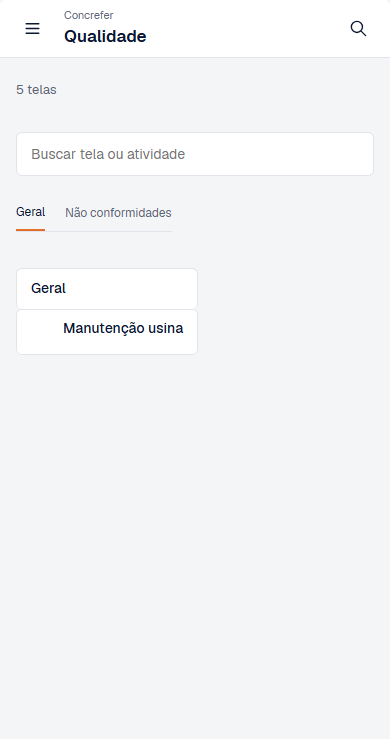 Concrefer
Qualidade
5 telas
Buscar tela ou atividade
Geral
Não conformidades
Geral
Manutenção usina